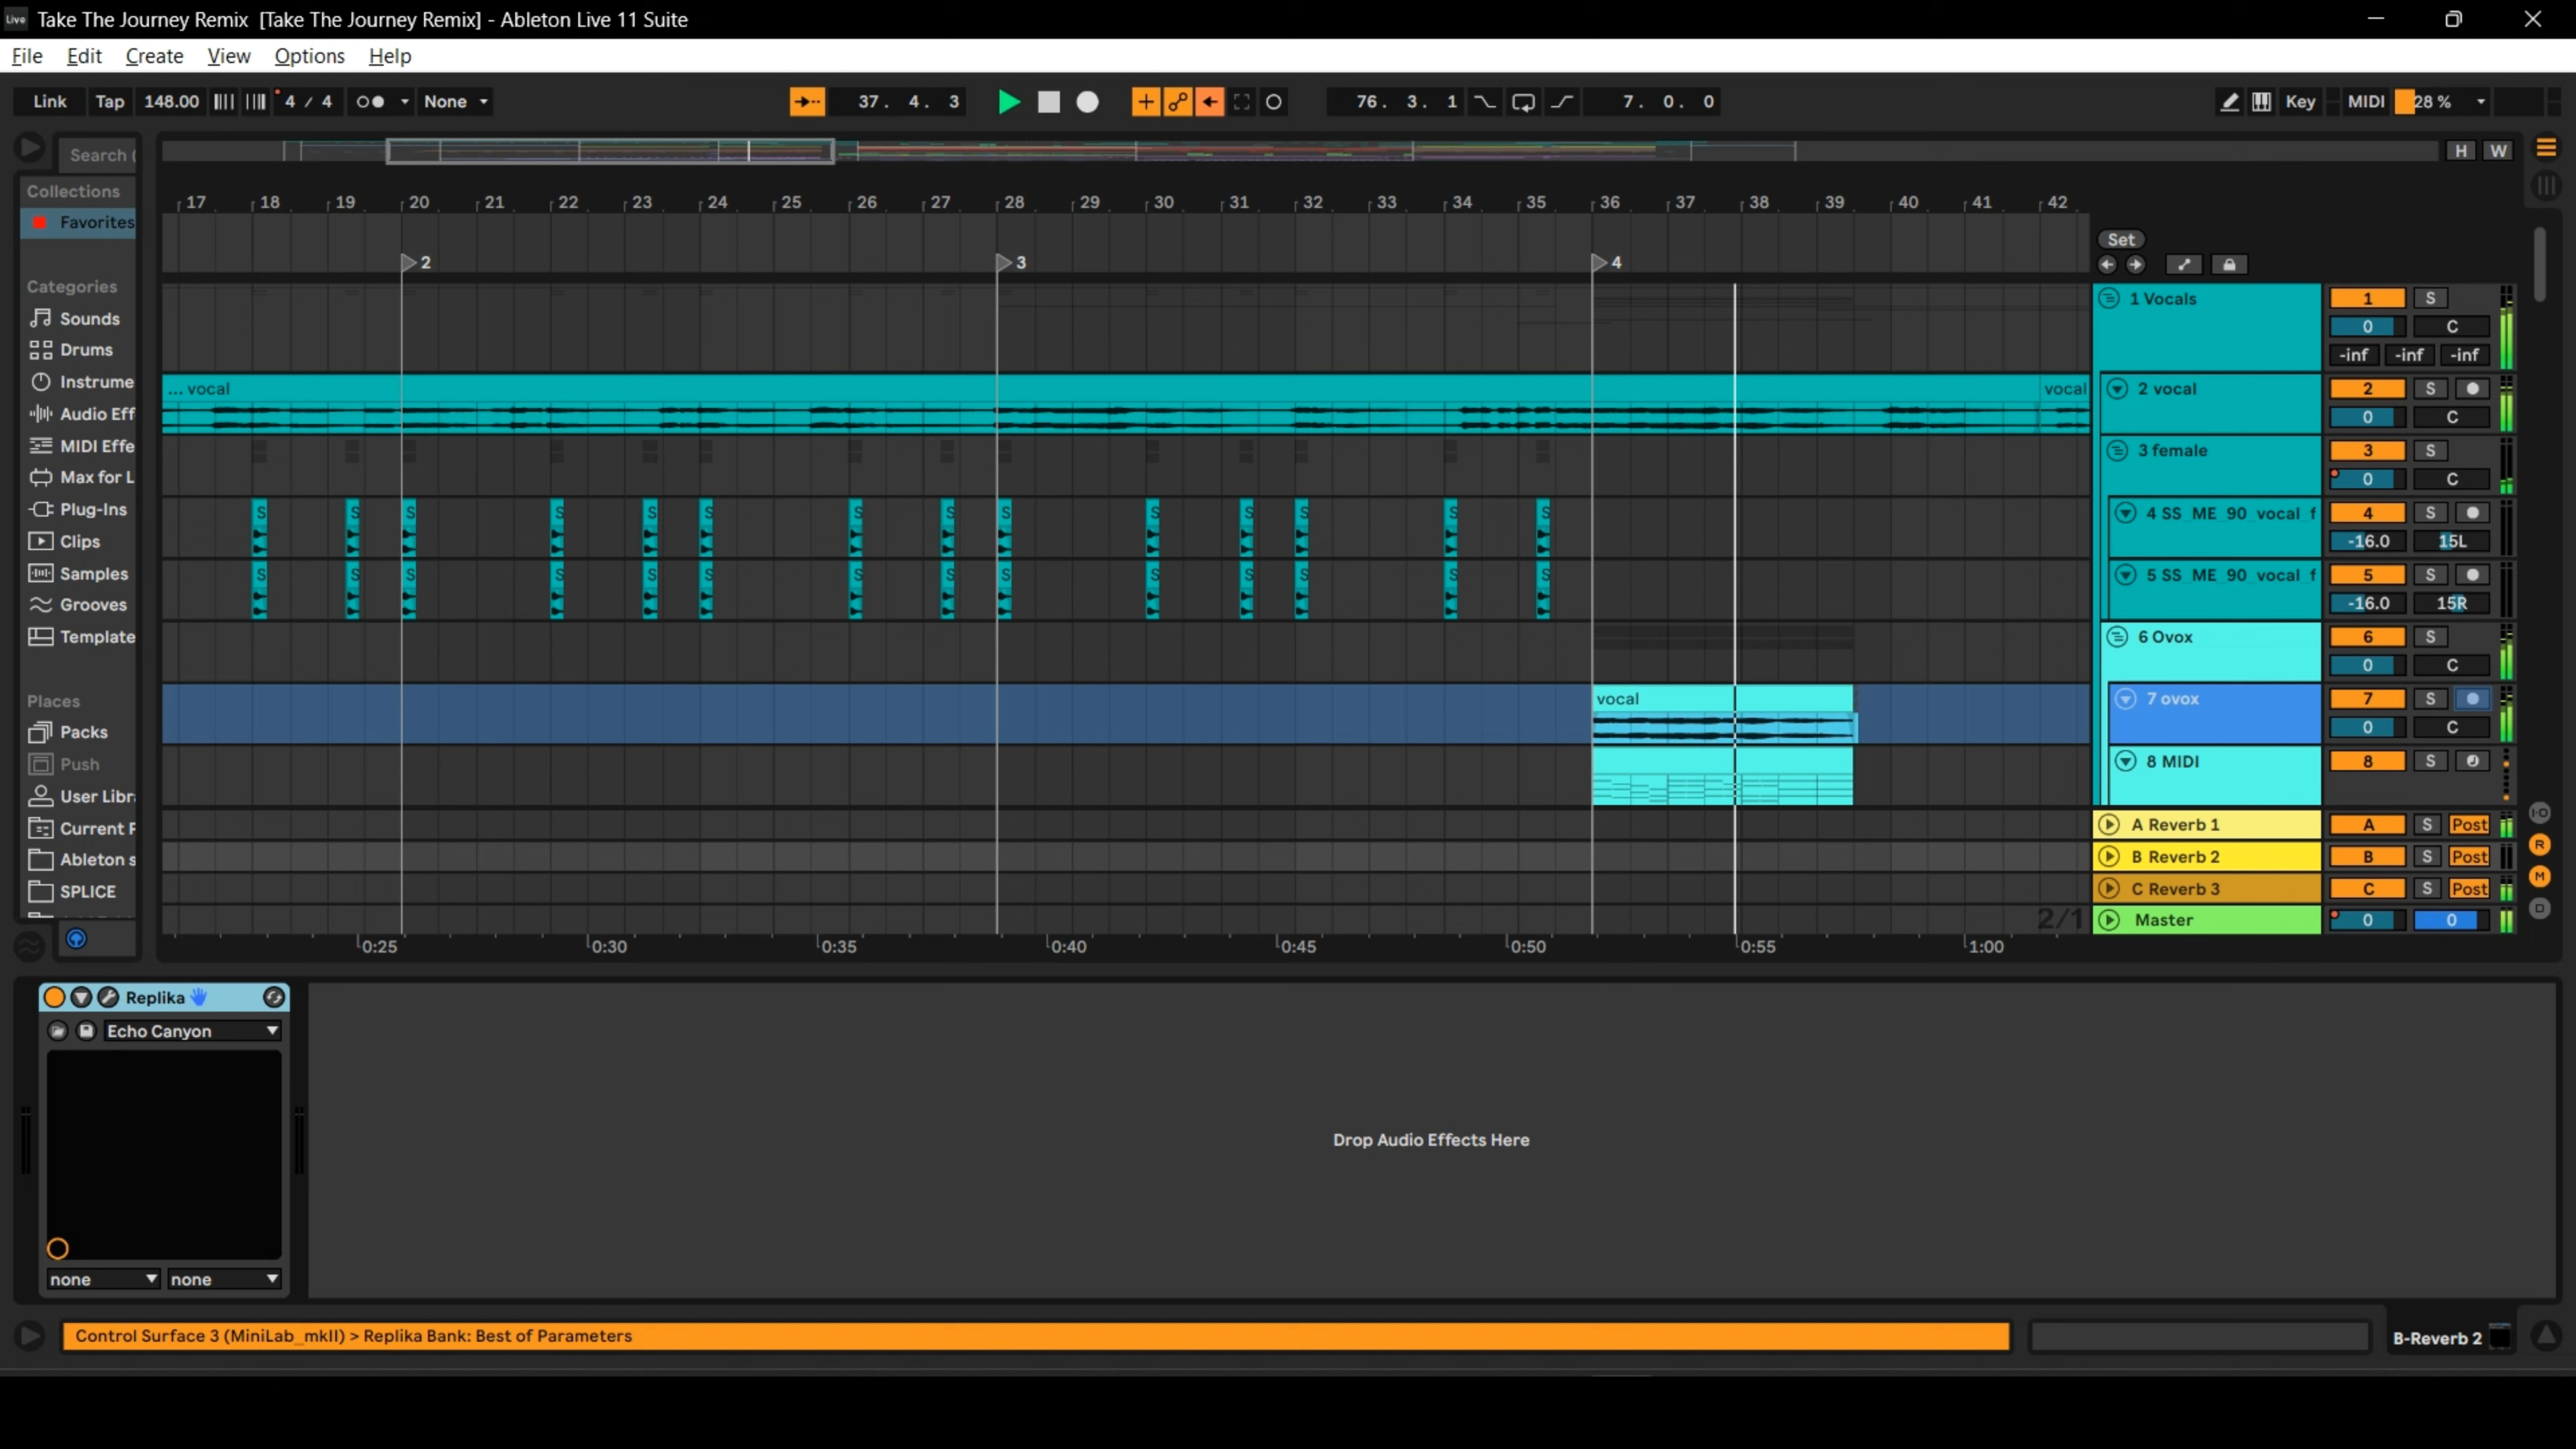 Live Take The Journey Remix [Take The Journey Remix] - Ableton Live 11 Suite
File Edit Create View Options Help
Link Tap 148.00 4 / 4 None 37. 4. 3 76. 3. 1 7. 0. 0 Key MIDI 28 %
Search (
H W
Collections
Favorites
Categories
Sounds
Drums
Instrume
Audio Eff
MIDI Effe
Max for L
Plug-Ins
Clips
Samples
Grooves
Template
Places
Packs
Push
User Libr
Current P
Ableton s
SPLICE
17 18 19 20 21 22 23 24 25 26 27 28 29 30 31 32 33 34 35 36 37 38 39 40 41 42
2 3 4
Set
1 Vocals 1 S
0 C
-inf -inf -inf
... vocal vocal 2 vocal 2 S
0 C
3 female 3 S
0 C
S S S S S S S S S S S S S S 4 SS_ME_90_vocal_f 4 S
-16.0 15L
S S S S S S S S S S S S S S 5 SS_ME_90_vocal_f 5 S
-16.0 15R
6 Ovox 6 S
0 C
vocal 7 ovox 7 S
0 C
8 MIDI 8 S
A Reverb 1 A S Post
B Reverb 2 B S Post
C Reverb 3 C S Post
2/1 Master 0 0
I-O
R
M
D
0:25 0:30 0:35 0:40 0:45 0:50 0:55 1:00
Replika
Echo Canyon
none none
Drop Audio Effects Here
Control Surface 3 (MiniLab_mkII) > Replika Bank: Best of Parameters
B-Reverb 2